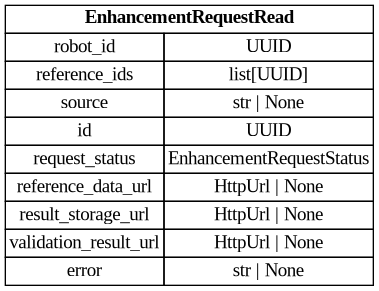 EnhancementRequestRead
robot_id UUID
reference_ids list[UUID]
source str | None
id UUID
request_status EnhancementRequestStatus
reference_data_url HttpUrl | None
result_storage_url HttpUrl | None
validation_result_url HttpUrl | None
error str | None